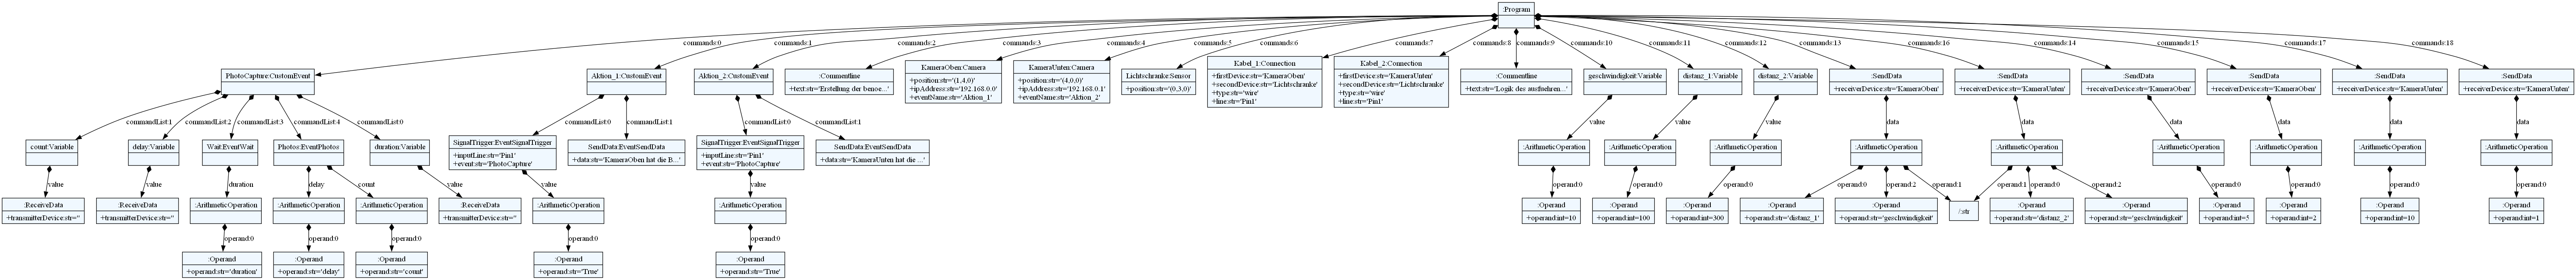 :Program
commands:0
commands:1
commands:2
commands:3
commands:4
commands:5
commands:6
commands:7
commands:8
commands:9
commands:10
commands:11
commands:12
commands:13
commands:16
commands:14
commands:15
commands:17
commands:18
PhotoCapture:CustomEvent
Aktion_1:CustomEvent
Aktion_2:CustomEvent
:Commentline
+text:str='Erstellung der benoe...'
KameraOben:Camera
+position:str='(1,4,0)'
+ipAddress:str='192.168.0.0'
+eventName:str='Aktion_1'
KameraUnten:Camera
+position:str='(4,0,0)'
+ipAddress:str='192.168.0.1'
+eventName:str='Aktion_2'
Lichtschranke:Sensor
+position:str='(0,3,0)'
Kabel_1:Connection
+firstDevice:str='KameraOben'
+secondDevice:str='Lichtschranke'
+type:str='wire'
+line:str='Pin1'
Kabel_2:Connection
+firstDevice:str='KameraUnten'
+secondDevice:str='Lichtschranke'
+type:str='wire'
+line:str='Pin1'
:Commentline
+text:str='Logik des ausfuehren...'
geschwindigkeit:Variable
distanz_1:Variable
distanz_2:Variable
:SendData
+receiverDevice:str='KameraOben'
:SendData
+receiverDevice:str='KameraUnten'
:SendData
+receiverDevice:str='KameraOben'
:SendData
+receiverDevice:str='KameraOben'
:SendData
+receiverDevice:str='KameraUnten'
:SendData
+receiverDevice:str='KameraUnten'
commandList:1
commandList:2
commandList:3
commandList:4
commandList:0
commandList:0
commandList:1
commandList:0
commandList:1
value
value
value
data
data
data
data
data
data
count:Variable
delay:Variable
Wait:EventWait
Photos:EventPhotos
duration:Variable
SignalTrigger:EventSignalTrigger
+inputLine:str='Pin1'
+event:str='PhotoCapture'
SendData:EventSendData
+data:str='KameraOben hat die B...'
SignalTrigger:EventSignalTrigger
+inputLine:str='Pin1'
+event:str='PhotoCapture'
SendData:EventSendData
+data:str='KameraUnten hat die ...'
:ArithmeticOperation
:ArithmeticOperation
:ArithmeticOperation
:ArithmeticOperation
:ArithmeticOperation
:ArithmeticOperation
:ArithmeticOperation
:ArithmeticOperation
:ArithmeticOperation
value
value
duration
delay
count
value
value
value
operand:0
operand:0
operand:0
operand:0
operand:2
operand:1
operand:1
operand:0
operand:2
operand:0
operand:0
operand:0
operand:0
:ReceiveData
+transmitterDevice:str=''
:ReceiveData
+transmitterDevice:str=''
:ArithmeticOperation
:ArithmeticOperation
:ArithmeticOperation
:ReceiveData
+transmitterDevice:str=''
:ArithmeticOperation
:ArithmeticOperation
:Operand
+operand:int=10
:Operand
+operand:int=100
:Operand
+operand:int=300
:Operand
+operand:str='distanz_1'
:Operand
+operand:str='geschwindigkeit'
/:str
:Operand
+operand:str='distanz_2'
:Operand
+operand:str='geschwindigkeit'
:Operand
+operand:int=5
:Operand
+operand:int=2
:Operand
+operand:int=10
:Operand
+operand:int=1
operand:0
operand:0
operand:0
operand:0
operand:0
:Operand
+operand:str='duration'
:Operand
+operand:str='delay'
:Operand
+operand:str='count'
:Operand
+operand:str='True'
:Operand
+operand:str='True'